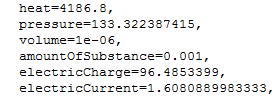 heat=4186.8,
pressure=133.322387415,
volume=1e-06,
amountOfSubstance=0.001,
electricCharge=96.4853399,
electricCurrent=1.6080889983333,